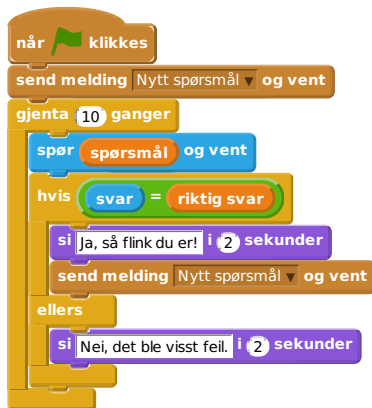 når klikkes
send melding Nytt spørsmål og vent
gjenta 10 ganger
spør spørsmål og vent
hvis svar = riktig svar
si Ja, så flink du er! i 2 sekunder
send melding Nytt spørsmål og vent
ellers
si Nei, det ble visst feil. i 2 sekunder